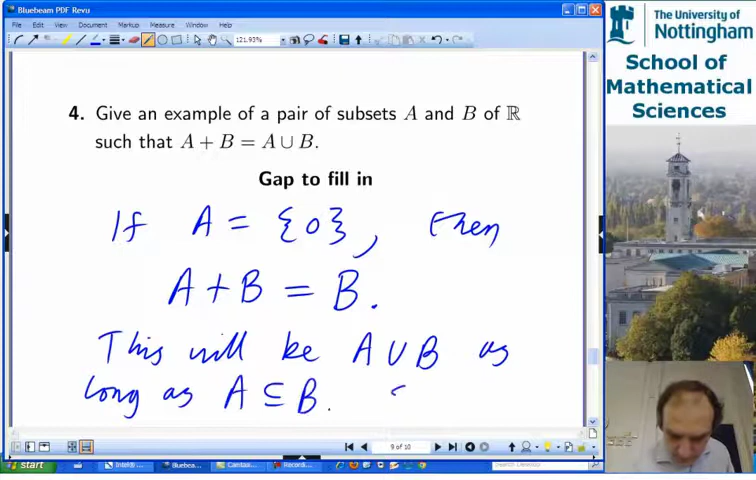 Bluebeam PDF Revu
File Edit View Document Markup Measure Window Help
121.93%
4. Give an example of a pair of subsets A and B of ℝ
such that A + B = A ∪ B.
Gap to fill in
If A = {0}, then
A + B = B.
This will be A ∪ B as
long as A ⊆ B.
9 of 10
start
Bluebeam...
Recordi...
The University of
Nottingham
School of
Mathematical
Sciences